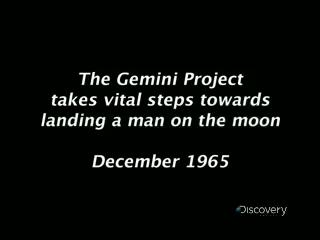 The Gemini Project
takes vital steps towards
landing a man on the moon
December 1965
Discovery